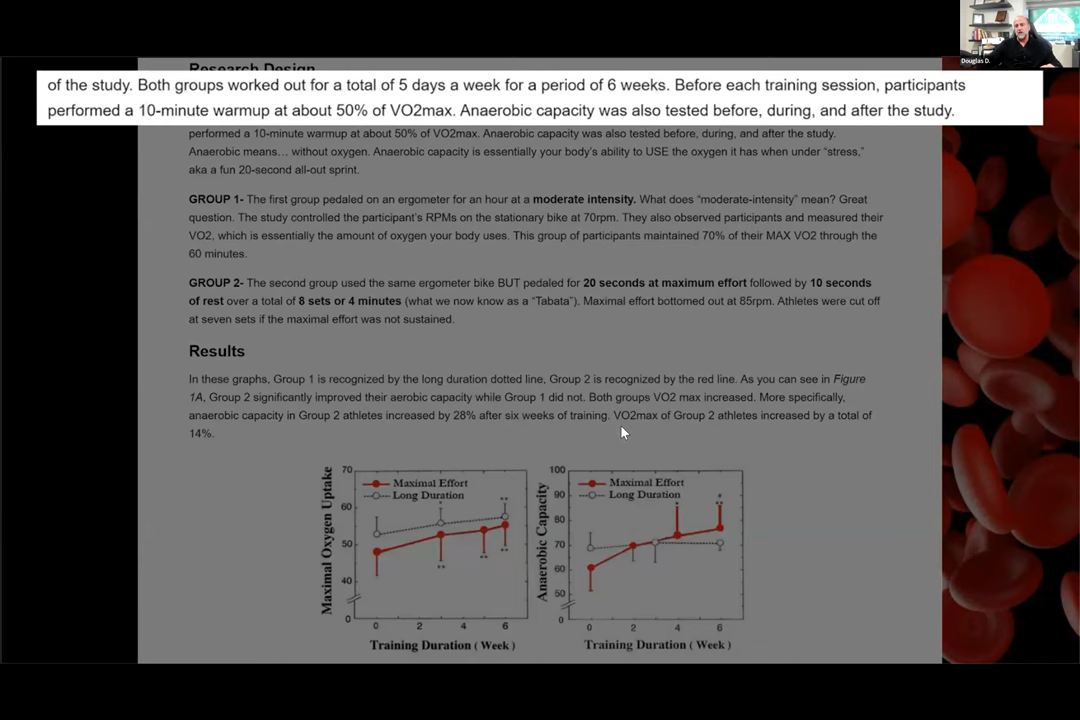 Douglas D.
Research Design
of the study. Both groups worked out for a total of 5 days a week for a period of 6 weeks. Before each training session, participants
performed a 10-minute warmup at about 50% of VO2max. Anaerobic capacity was also tested before, during, and after the study.
performed a 10-minute warmup at about 50% of VO2max. Anaerobic capacity was also tested before, during, and after the study.
Anaerobic means… without oxygen. Anaerobic capacity is essentially your body's ability to USE the oxygen it has when under “stress,”
aka a fun 20-second all-out sprint.
GROUP 1- The first group pedaled on an ergometer for an hour at a moderate intensity. What does “moderate-intensity” mean? Great
question. The study controlled the participant's RPMs on the stationary bike at 70rpm. They also observed participants and measured their
VO2, which is essentially the amount of oxygen your body uses. This group of participants maintained 70% of their MAX VO2 through the
60 minutes.
GROUP 2- The second group used the same ergometer bike BUT pedaled for 20 seconds at maximum effort followed by 10 seconds
of rest over a total of 8 sets or 4 minutes (what we now know as a “Tabata”). Maximal effort bottomed out at 85rpm. Athletes were cut off
at seven sets if the maximal effort was not sustained.
Results
In these graphs, Group 1 is recognized by the long duration dotted line, Group 2 is recognized by the red line. As you can see in Figure
1A, Group 2 significantly improved their aerobic capacity while Group 1 did not. Both groups VO2 max increased. More specifically,
anaerobic capacity in Group 2 athletes increased by 28% after six weeks of training. VO2max of Group 2 athletes increased by a total of
14%.
Maximal Oxygen Uptake
70
60
50
40
0
Maximal Effort
Long Duration
*
**
**
**
**
0 2 4 6
Training Duration ( Week )
Anaerobic Capacity
100
90
80
70
60
50
0
Maximal Effort
Long Duration
*
*
**
0 2 4 6
Training Duration ( Week )